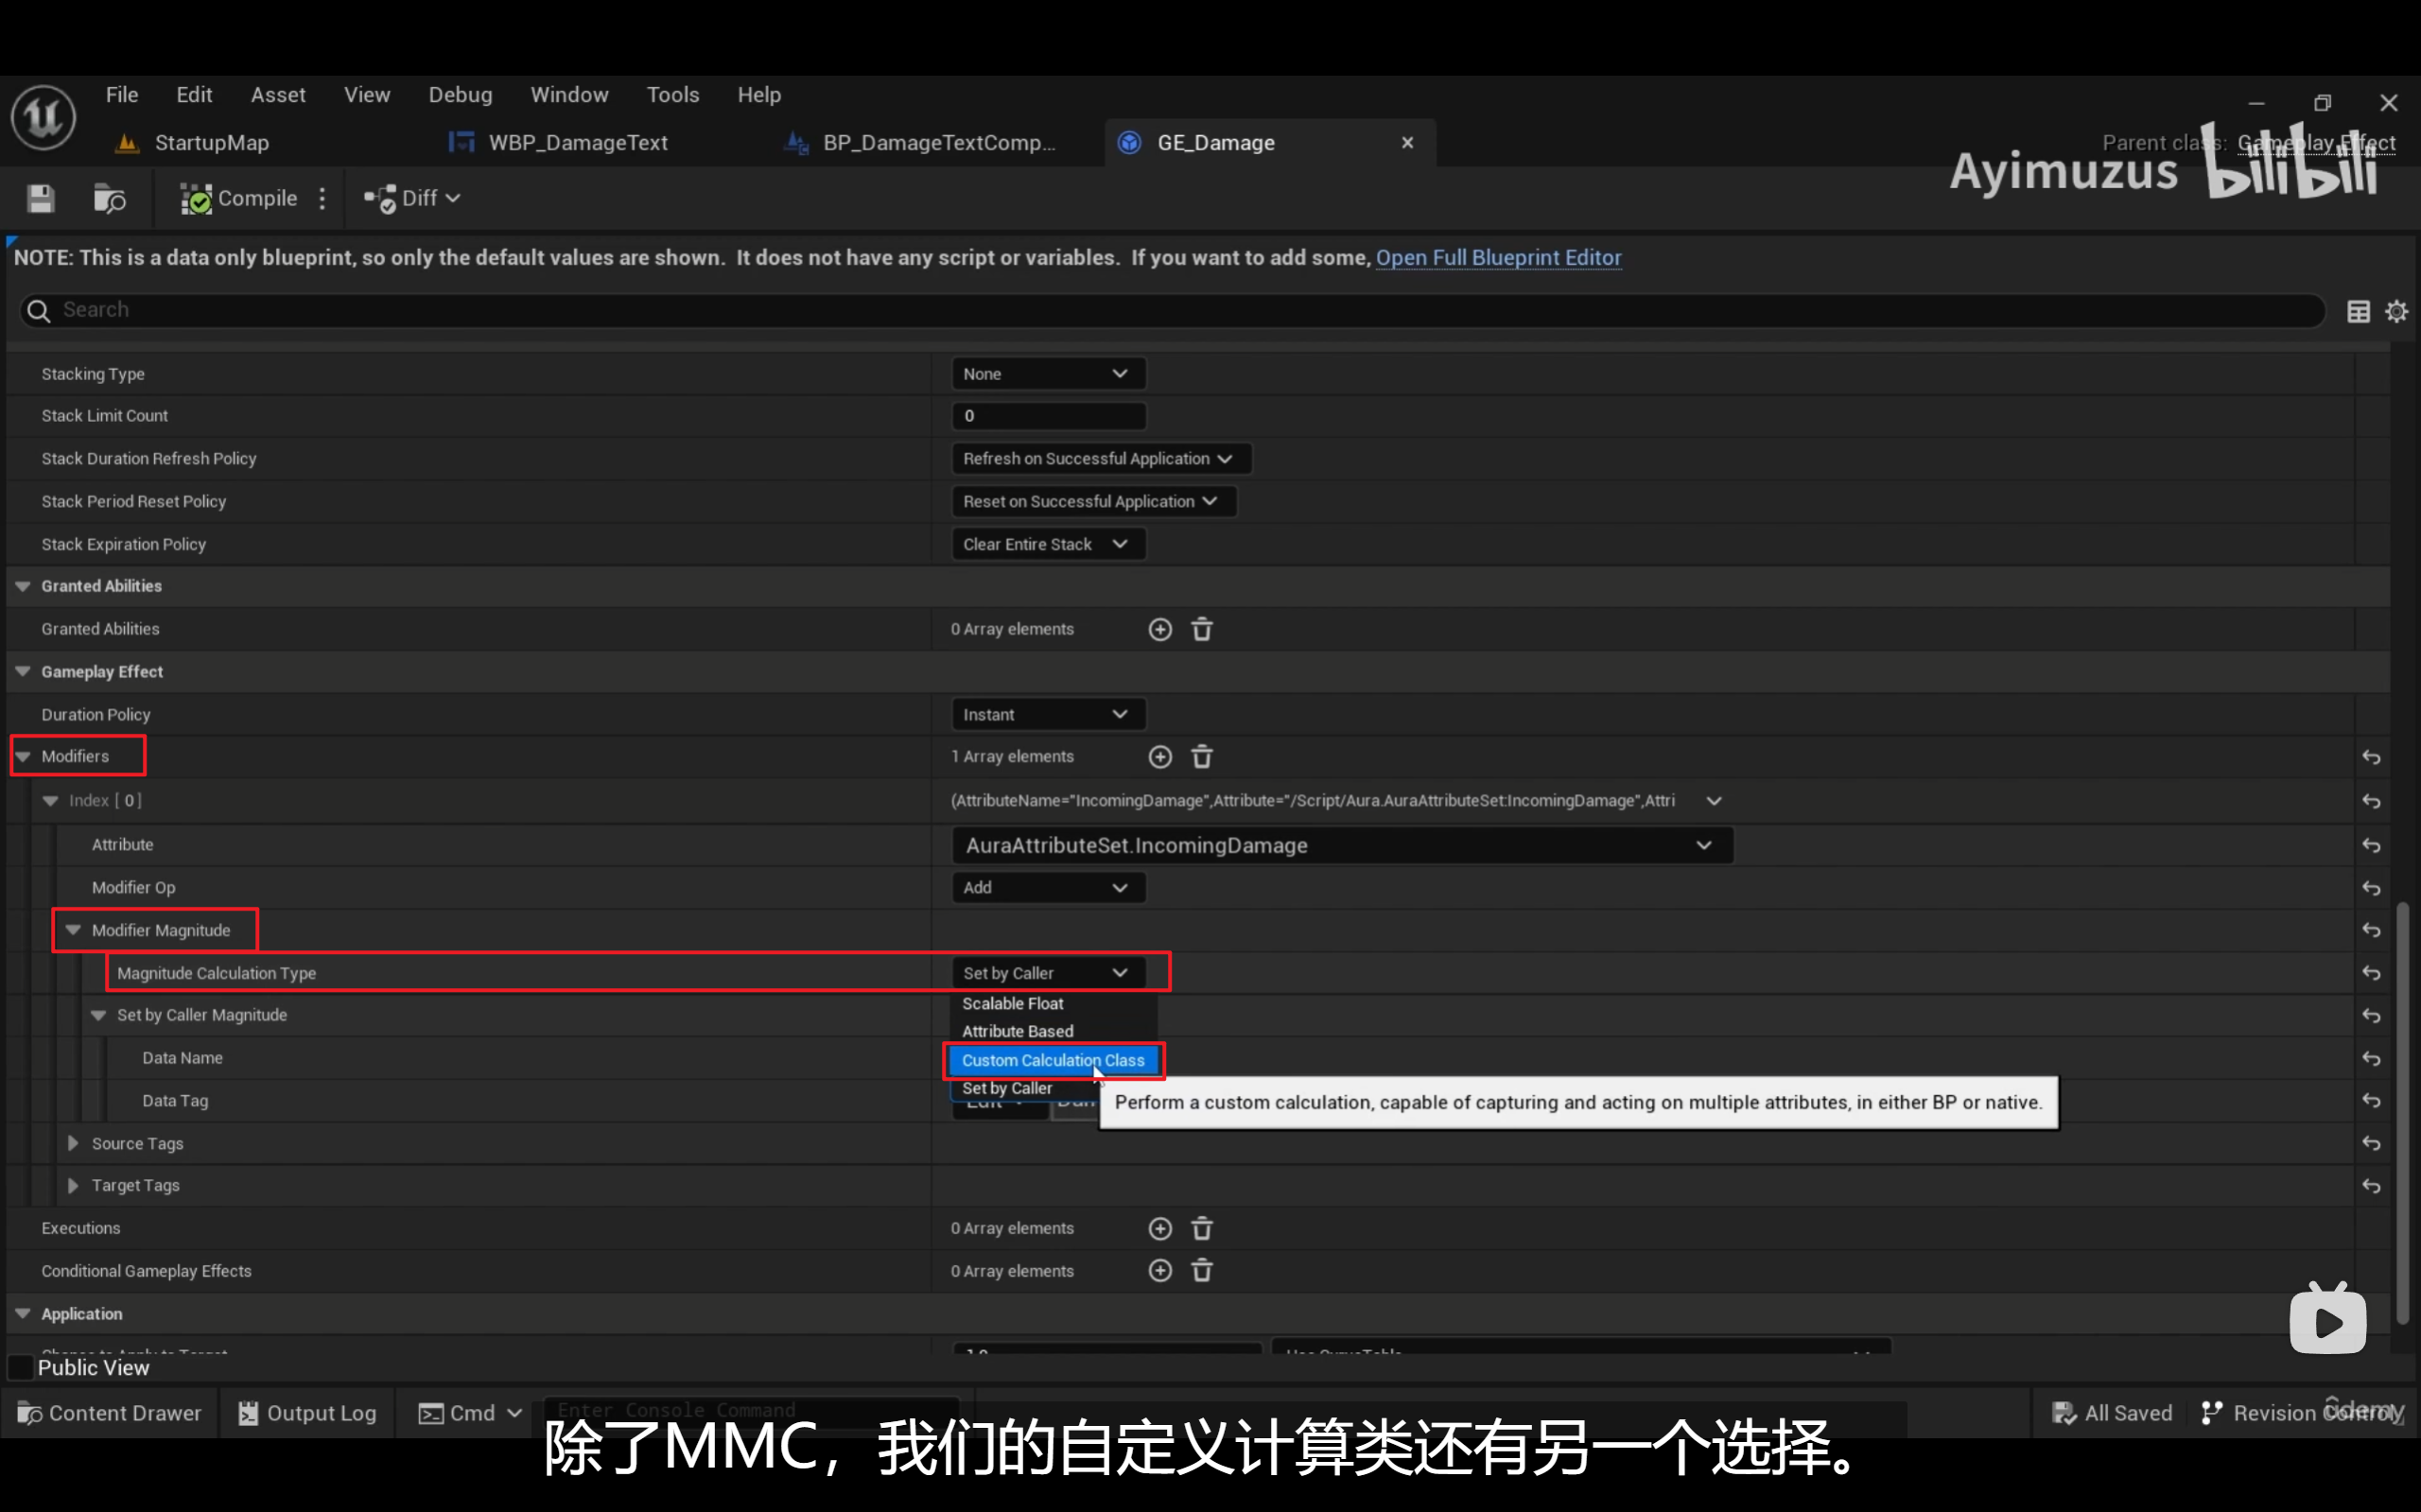 File Edit Asset View Debug Window Tools Help
StartupMap WBP_DamageText BP_DamageTextComp... GE_Damage
Parent class: Gameplay Effect
Ayimuzus bilibili
Compile Diff
NOTE: This is a data only blueprint, so only the default values are shown. It does not have any script or variables. If you want to add some, Open Full Blueprint Editor
Search
Stacking Type None
Stack Limit Count 0
Stack Duration Refresh Policy Refresh on Successful Application
Stack Period Reset Policy Reset on Successful Application
Stack Expiration Policy Clear Entire Stack
Granted Abilities
Granted Abilities 0 Array elements
Gameplay Effect
Duration Policy Instant
Modifiers 1 Array elements
Index [ 0 ] (AttributeName="IncomingDamage",Attribute="/Script/Aura.AuraAttributeSet:IncomingDamage",Attri
Attribute AuraAttributeSet.IncomingDamage
Modifier Op Add
Modifier Magnitude
Magnitude Calculation Type Set by Caller
Scalable Float
Set by Caller Magnitude
Attribute Based
Data Name Custom Calculation Class
Set by Caller
Data Tag Edit
Perform a custom calculation, capable of capturing and acting on multiple attributes, in either BP or native.
Source Tags
Target Tags
Executions 0 Array elements
Conditional Gameplay Effects 0 Array elements
Application
Public View
Content Drawer Output Log Cmd Enter Console Command All Saved Revision Control
udemy
除了MMC，我们的自定义计算类还有另一个选择。